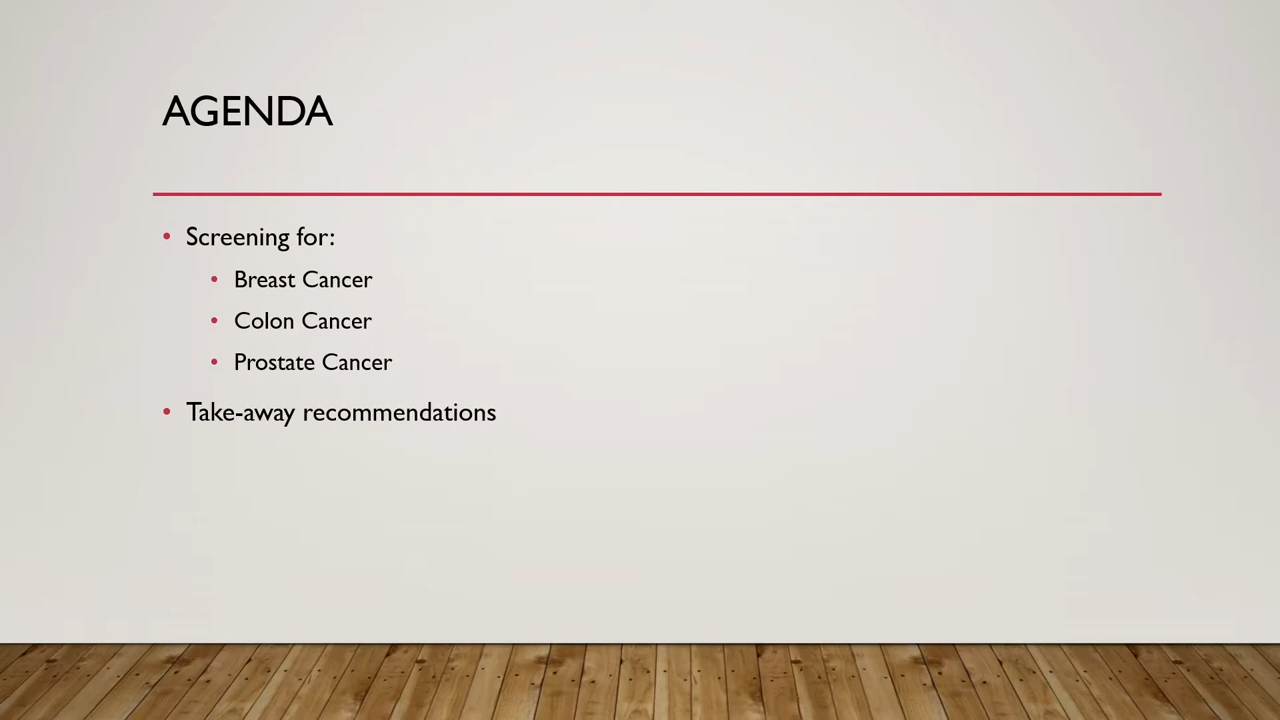 AGENDA
• Screening for:
• Breast Cancer
• Colon Cancer
• Prostate Cancer
• Take-away recommendations